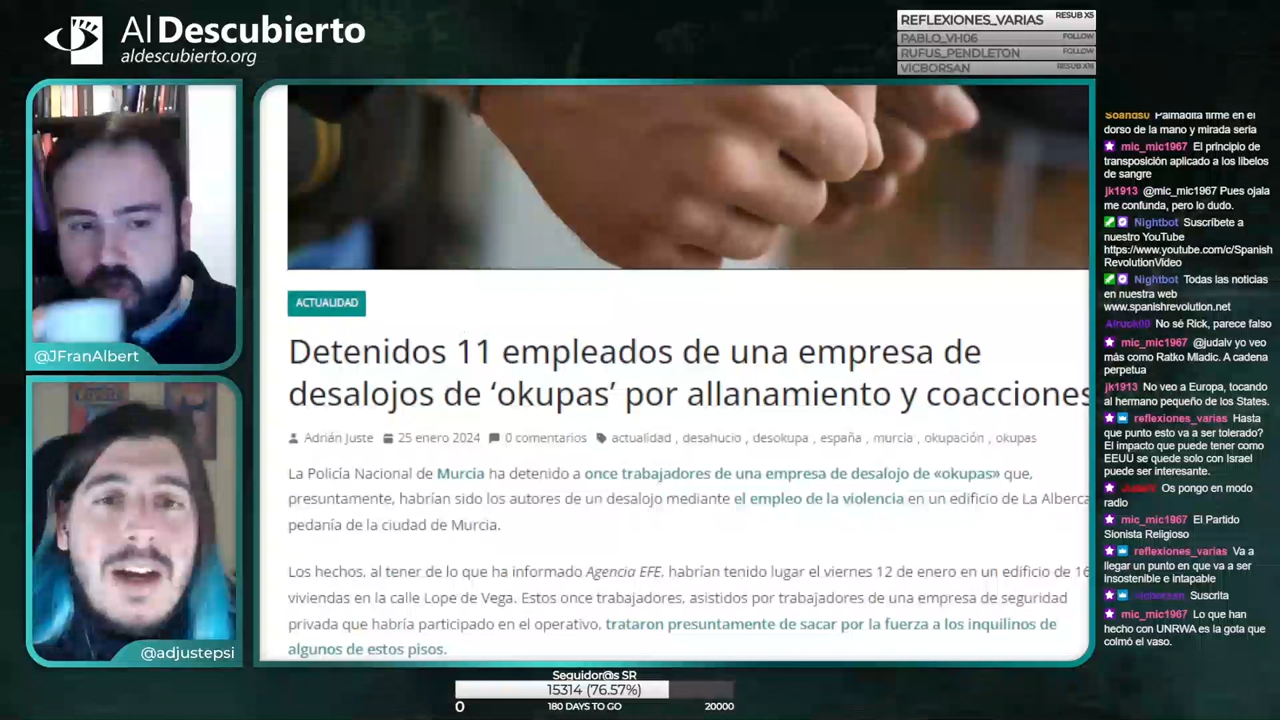 Al Descubierto
aldescubierto.org
REFLEXIONES_VARIAS RESUB X5
PABLO_VH06 FOLLOW
RUFUS_PENDLETON FOLLOW
VICBORSAN RESUB X16
@JFranAlbert
@adjustepsi
ACTUALIDAD
Detenidos 11 empleados de una empresa de
desalojos de ‘okupas’ por allanamiento y coacciones
Adrián Juste 25 enero 2024 0 comentarios actualidad , desahucio , desokupa , españa , murcia , okupación , okupas
La Policía Nacional de Murcia ha detenido a once trabajadores de una empresa de desalojo de «okupas» que,
presuntamente, habrían sido los autores de un desalojo mediante el empleo de la violencia en un edificio de La Alberca
pedanía de la ciudad de Murcia.
Los hechos, al tener de lo que ha informado Agencia EFE, habrían tenido lugar el viernes 12 de enero en un edificio de 16
viviendas en la calle Lope de Vega. Estos once trabajadores, asistidos por trabajadores de una empresa de seguridad
privada que habría participado en el operativo, trataron presuntamente de sacar por la fuerza a los inquilinos de
algunos de estos pisos.
Soandso Palmadita firme en el
dorso de la mano y mirada seria
mic_mic1967 El principio de
transposición aplicado a los libelos
de sangre
jk1913 @mic_mic1967 Pues ojala
me confunda, pero lo dudo.
Nightbot Suscríbete a
nuestro YouTube
https://www.youtube.com/c/Spanish
RevolutionVideo
Nightbot Todas las noticias
en nuestra web
www.spanishrevolution.net
No sé Rick, parece falso
mic_mic1967 @judaiv yo veo
más como Ratko Mladic. A cadena
perpetua
jk1913 No veo a Europa, tocando
al hermano pequeño de los States.
reflexiones_varias Hasta
que punto esto va a ser tolerado?
El impacto que puede tener como
EEUU se quede solo con Israel
puede ser interesante.
Os pongo en modo
radio
mic_mic1967 El Partido
Sionista Religioso
reflexiones_varias Va a
llegar un punto en que va a ser
insostenible e intapable
vicborsan Suscrita
mic_mic1967 Lo que han
hecho con UNRWA es la gota que
colmó el vaso.
Seguidor@s SR
15314 (76.57%)
0 180 DAYS TO GO 20000